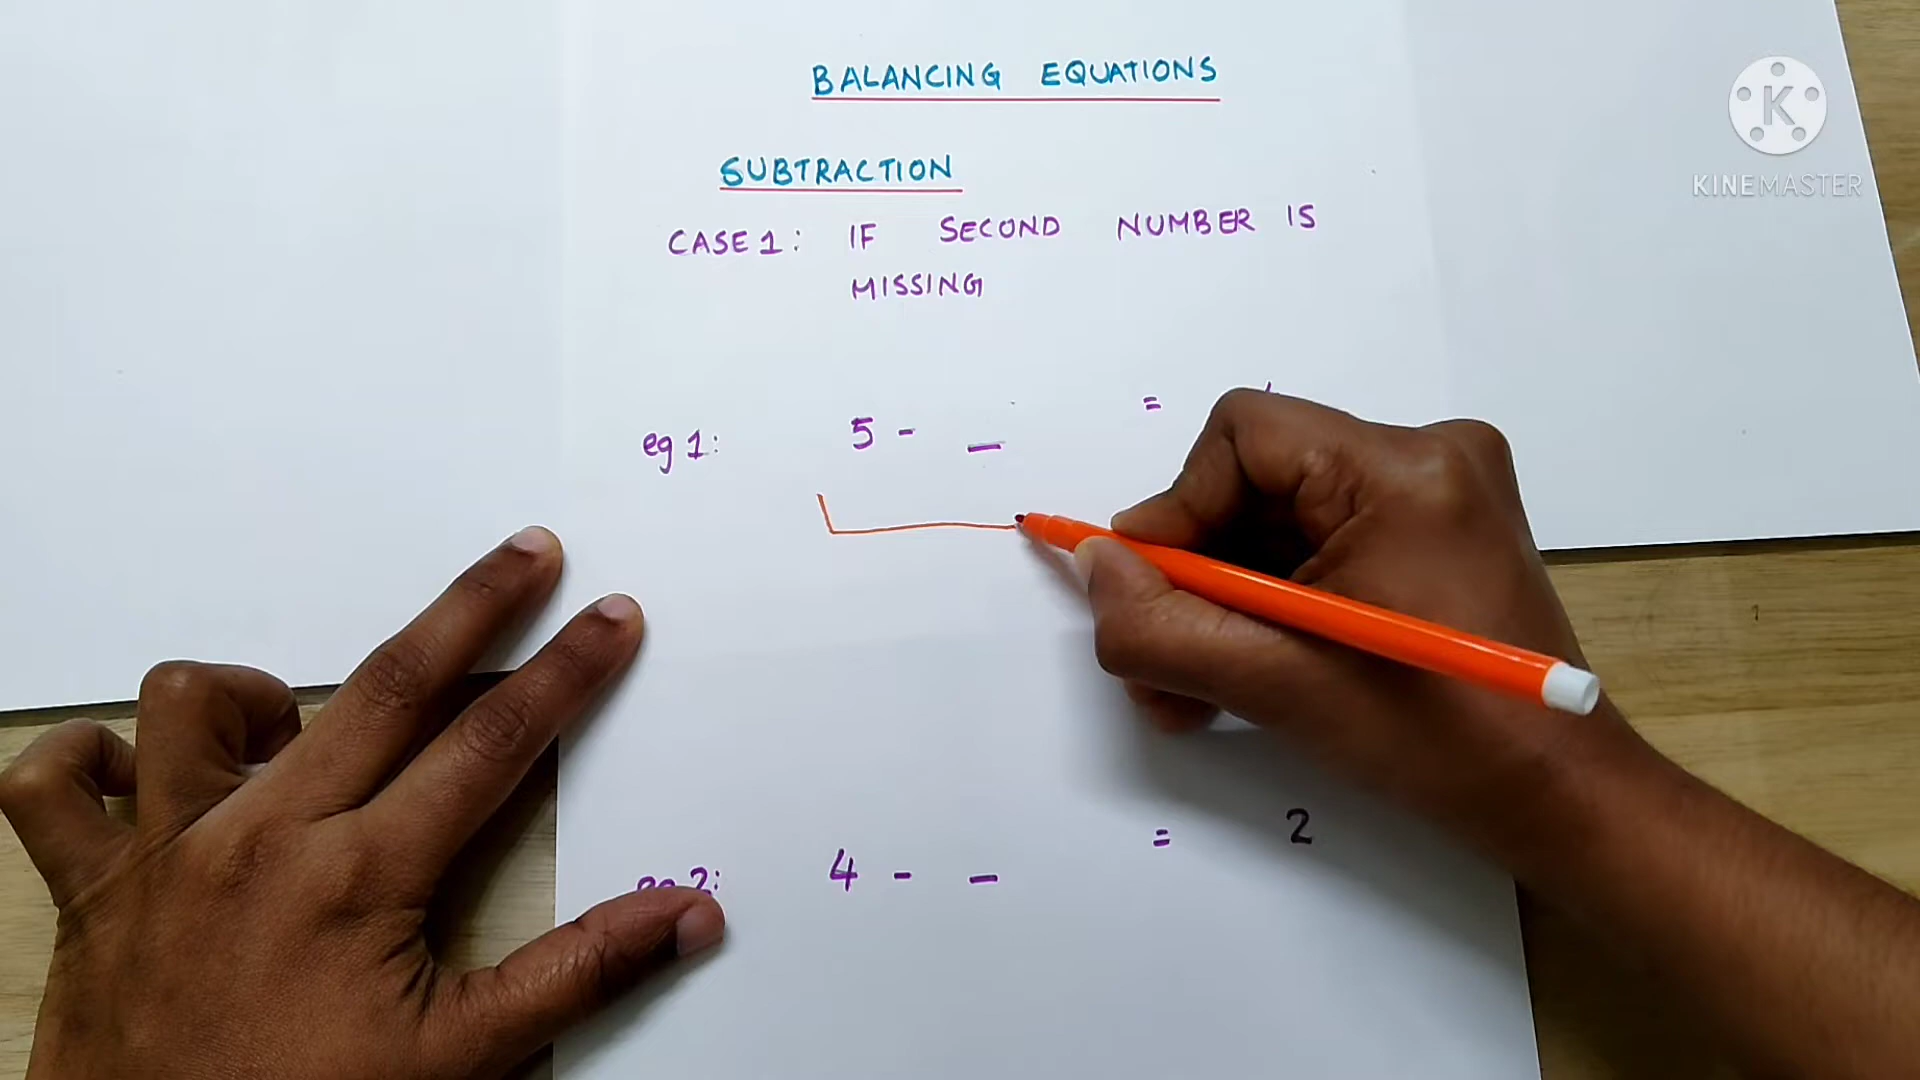 BALANCING EQUATIONS
SUBTRACTION
CASE 1: IF SECOND NUMBER IS
MISSING
eg 1: 5 - _ =
4 - _ = 2
KINEMASTER